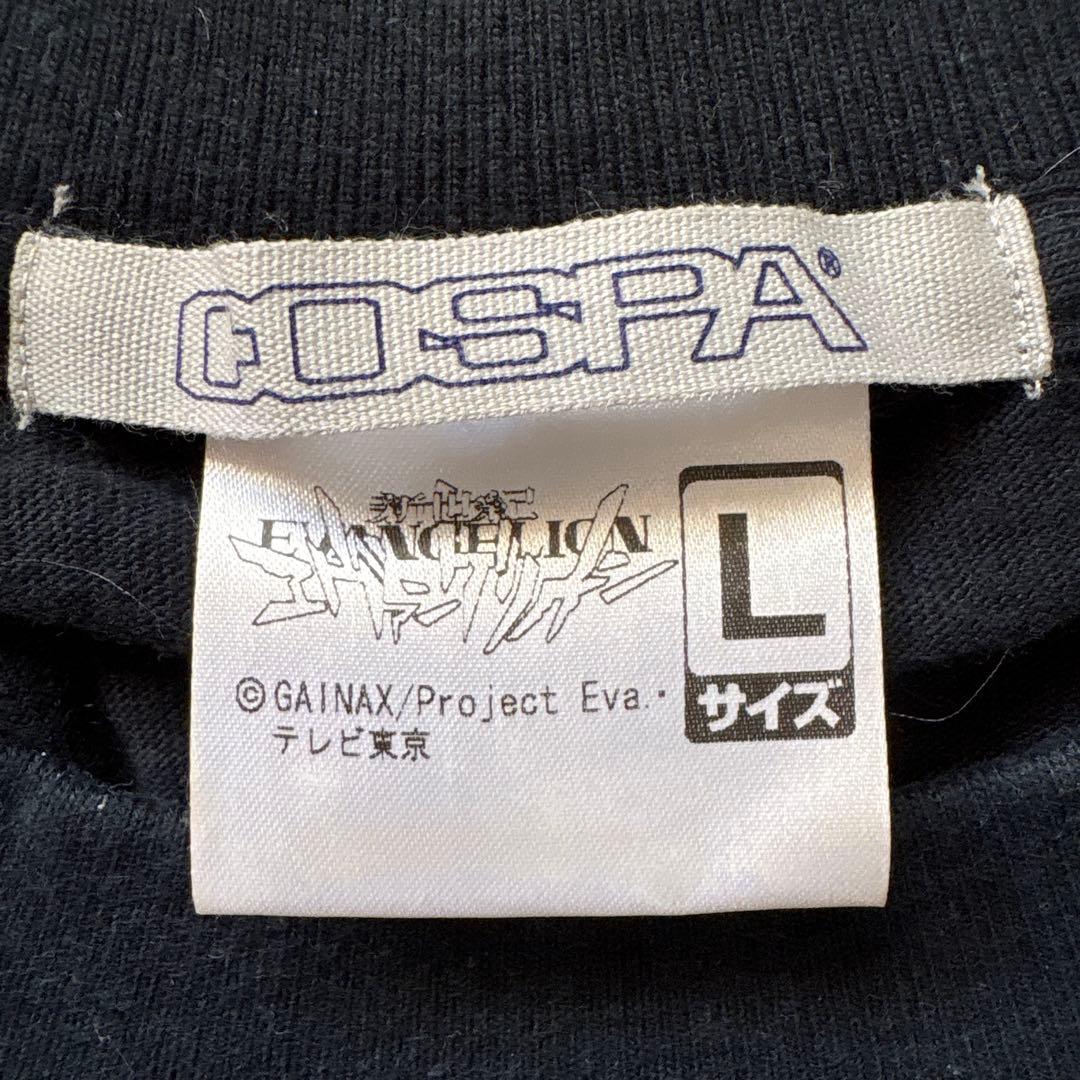 COSPA®
新世紀
EVANGELION
エヴァンゲリオン
L
サイズ
©GAINAX/Project Eva.・
テレビ東京